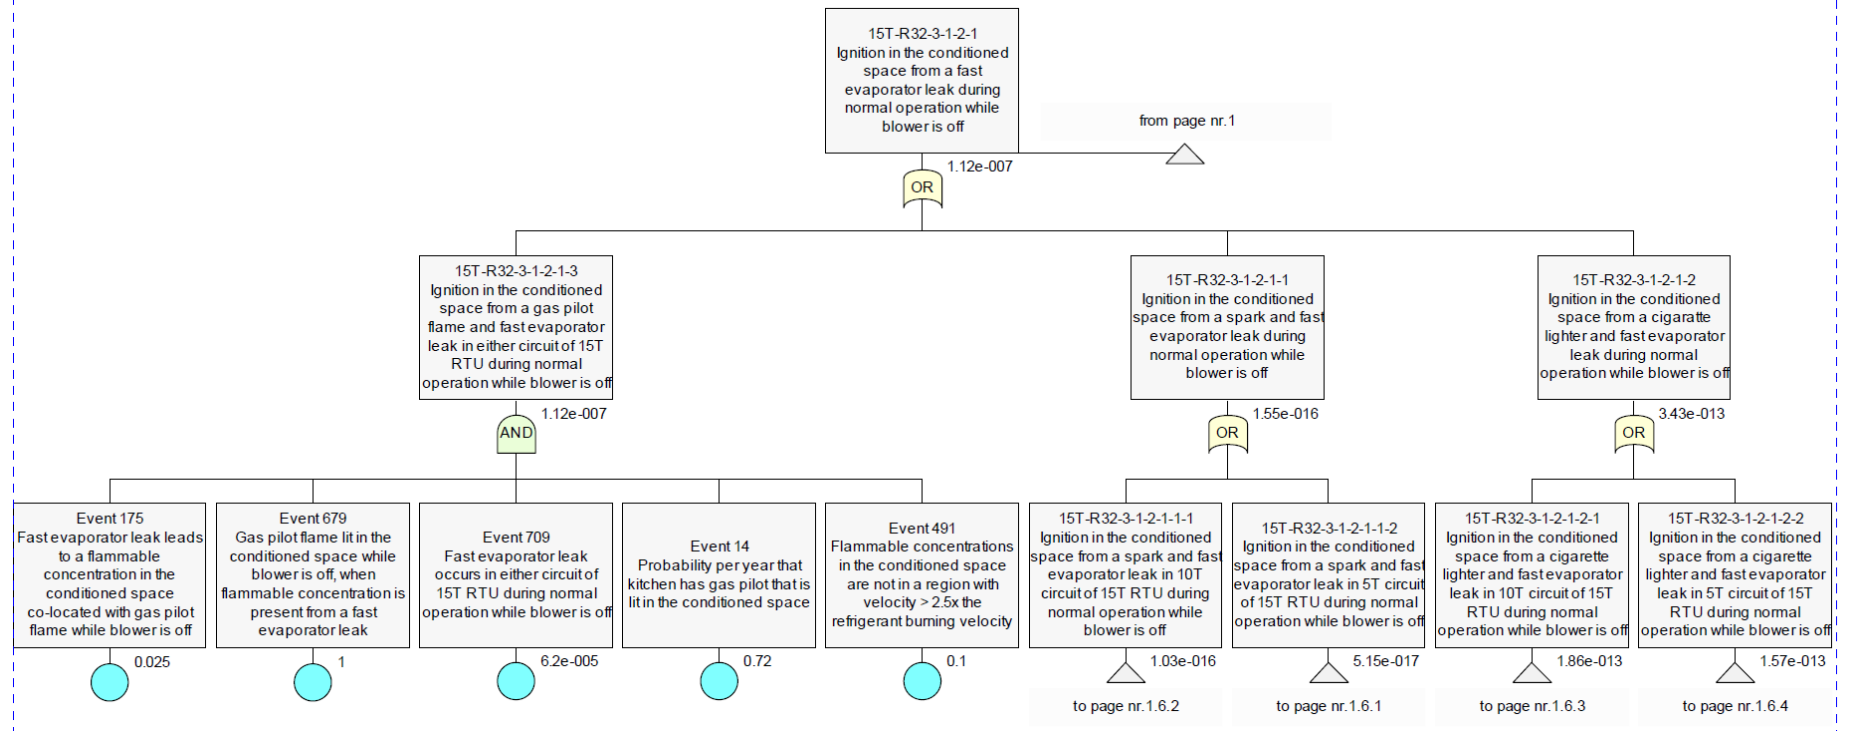 15T-R32-3-1-2-1
Ignition in the conditioned
space from a fast
evaporator leak during
normal operation while
blower is off
from page nr.1
1.12e-007
OR
15T-R32-3-1-2-1-3
Ignition in the conditioned
space from a gas pilot
flame and fast evaporator
leak in either circuit of 15T
RTU during normal
operation while blower is off
1.12e-007
AND
15T-R32-3-1-2-1-1
Ignition in the conditioned
space from a spark and fast
evaporator leak during
normal operation while
blower is off
1.55e-016
OR
15T-R32-3-1-2-1-2
Ignition in the conditioned
space from a cigaratte
lighter and fast evaporator
leak during normal
operation while blower is off
3.43e-013
OR
Event 175
Fast evaporator leak leads
to a flammable
concentration in the
conditioned space
co-located with gas pilot
flame while blower is off
0.025
Event 679
Gas pilot flame lit in the
conditioned space while
blower is off, when
flammable concentration is
present from a fast
evaporator leak
1
Event 709
Fast evaporator leak
occurs in either circuit of
15T RTU during normal
operation while blower is off
6.2e-005
Event 14
Probability per year that
kitchen has gas pilot that is
lit in the conditioned space
0.72
Event 491
Flammable concentrations
in the conditioned space
are not in a region with
velocity > 2.5x the
refrigerant burning velocity
0.1
15T-R32-3-1-2-1-1-1
Ignition in the conditioned
space from a spark and fast
evaporator leak in 10T
circuit of 15T RTU during
normal operation while
blower is off
1.03e-016
to page nr.1.6.2
15T-R32-3-1-2-1-1-2
Ignition in the conditioned
space from a spark and fast
evaporator leak in 5T circuit
of 15T RTU during normal
operation while blower is off
5.15e-017
to page nr.1.6.1
15T-R32-3-1-2-1-2-1
Ignition in the conditioned
space from a cigarette
lighter and fast evaporator
leak in 10T circuit of 15T
RTU during normal
operation while blower is off
1.86e-013
to page nr.1.6.3
15T-R32-3-1-2-1-2-2
Ignition in the conditioned
space from a cigarette
lighter and fast evaporator
leak in 5T circuit of 15T
RTU during normal
operation while blower is off
1.57e-013
to page nr.1.6.4